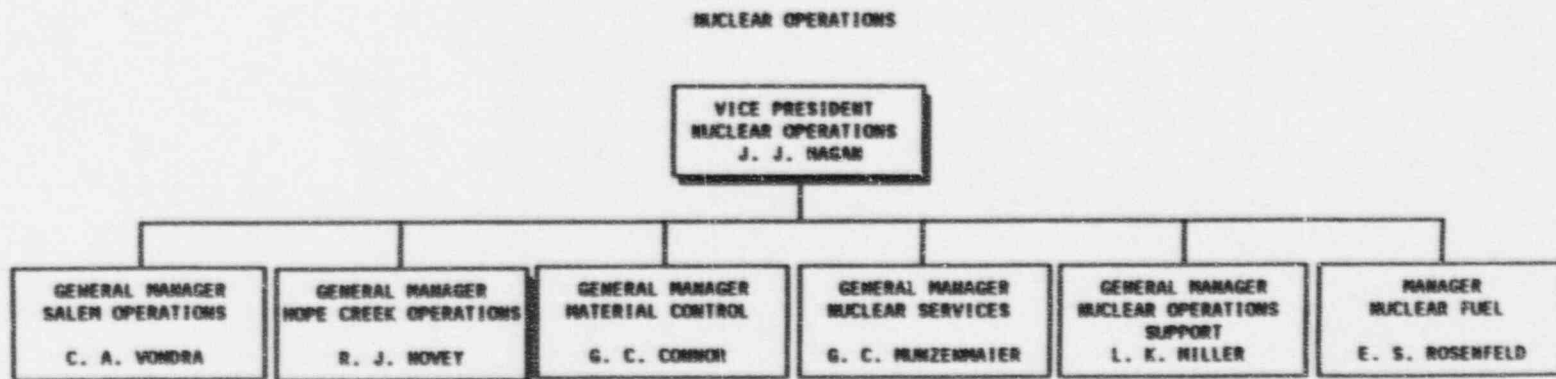 NUCLEAR OPERATIONS
VICE PRESIDENT
NUCLEAR OPERATIONS
J. J. HAGAN
GENERAL MANAGER
SALEM OPERATIONS
C. A. VONDRA
GENERAL MANAGER
HOPE CREEK OPERATIONS
R. J. HOVEY
GENERAL MANAGER
MATERIAL CONTROL
G. C. CONNOR
GENERAL MANAGER
NUCLEAR SERVICES
G. C. MUNZENMAIER
GENERAL MANAGER
NUCLEAR OPERATIONS
SUPPORT
L. K. MILLER
MANAGER
NUCLEAR FUEL
E. S. ROSENFELD